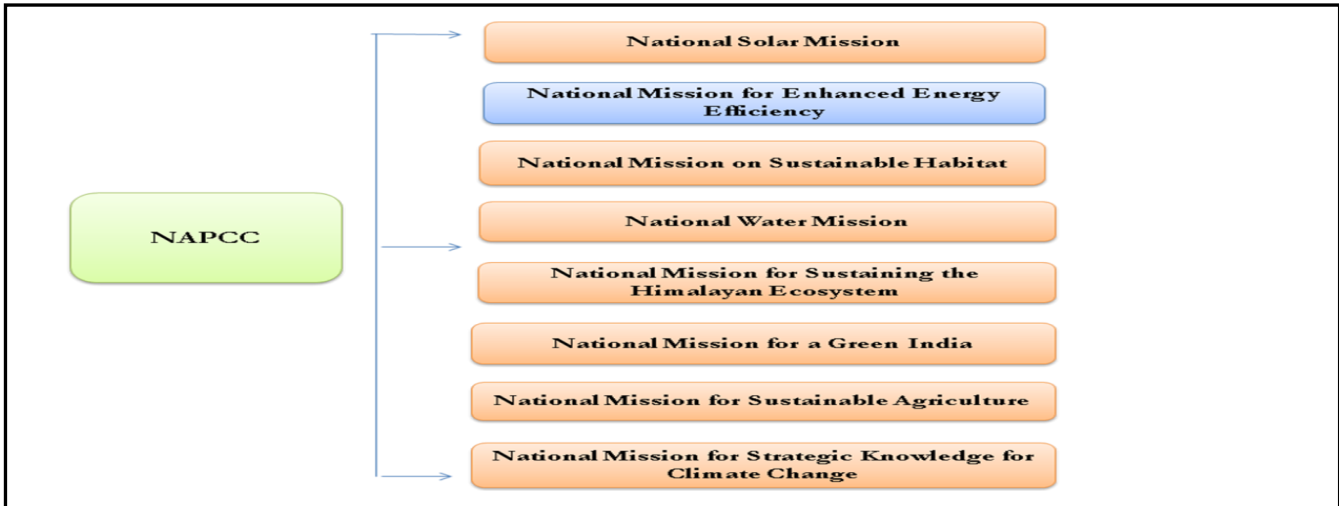 National Solar Mission
National Mission for Enhanced Energy
Efficiency
National Mission on Sustainable Habitat
NAPCC
National Water Mission
National Mission for Sustaining the
Himalayan Ecosystem
National Mission for a Green India
National Mission for Sustainable Agriculture
National Mission for Strategic Knowledge for
Climate Change